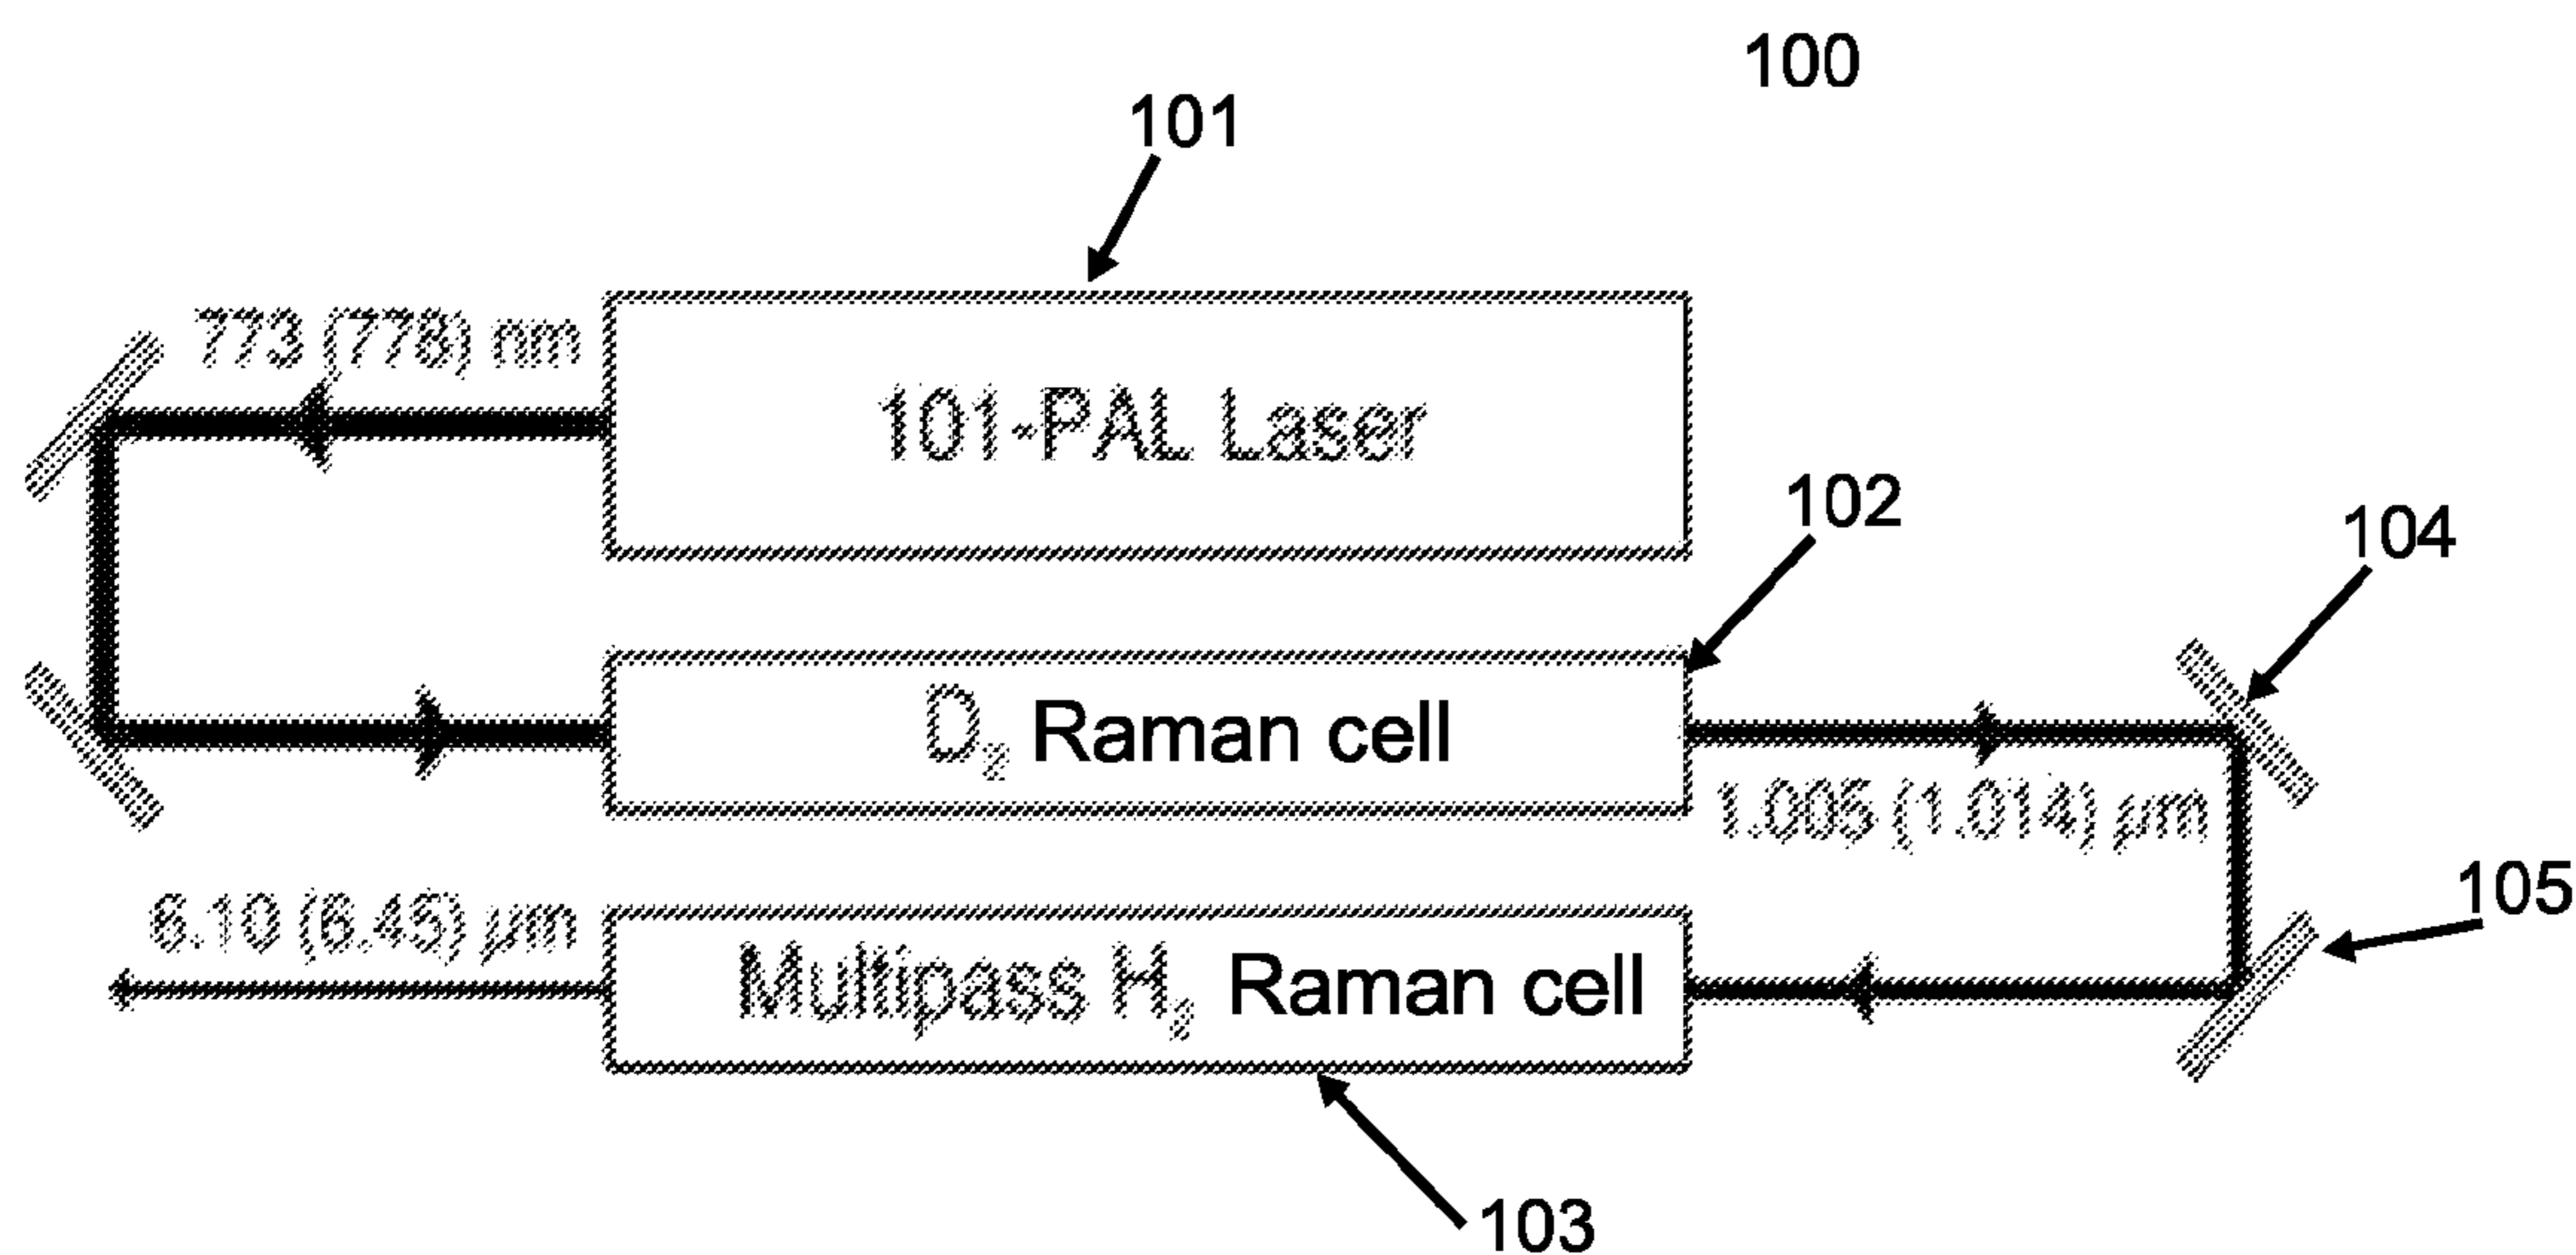 100
101
773 (778) nm
101-PAL Laser
102
104
D₂ Raman cell
1.005 (1.014) μm
105
6.10 (6.45) μm
Multipass H₂ Raman cell
103